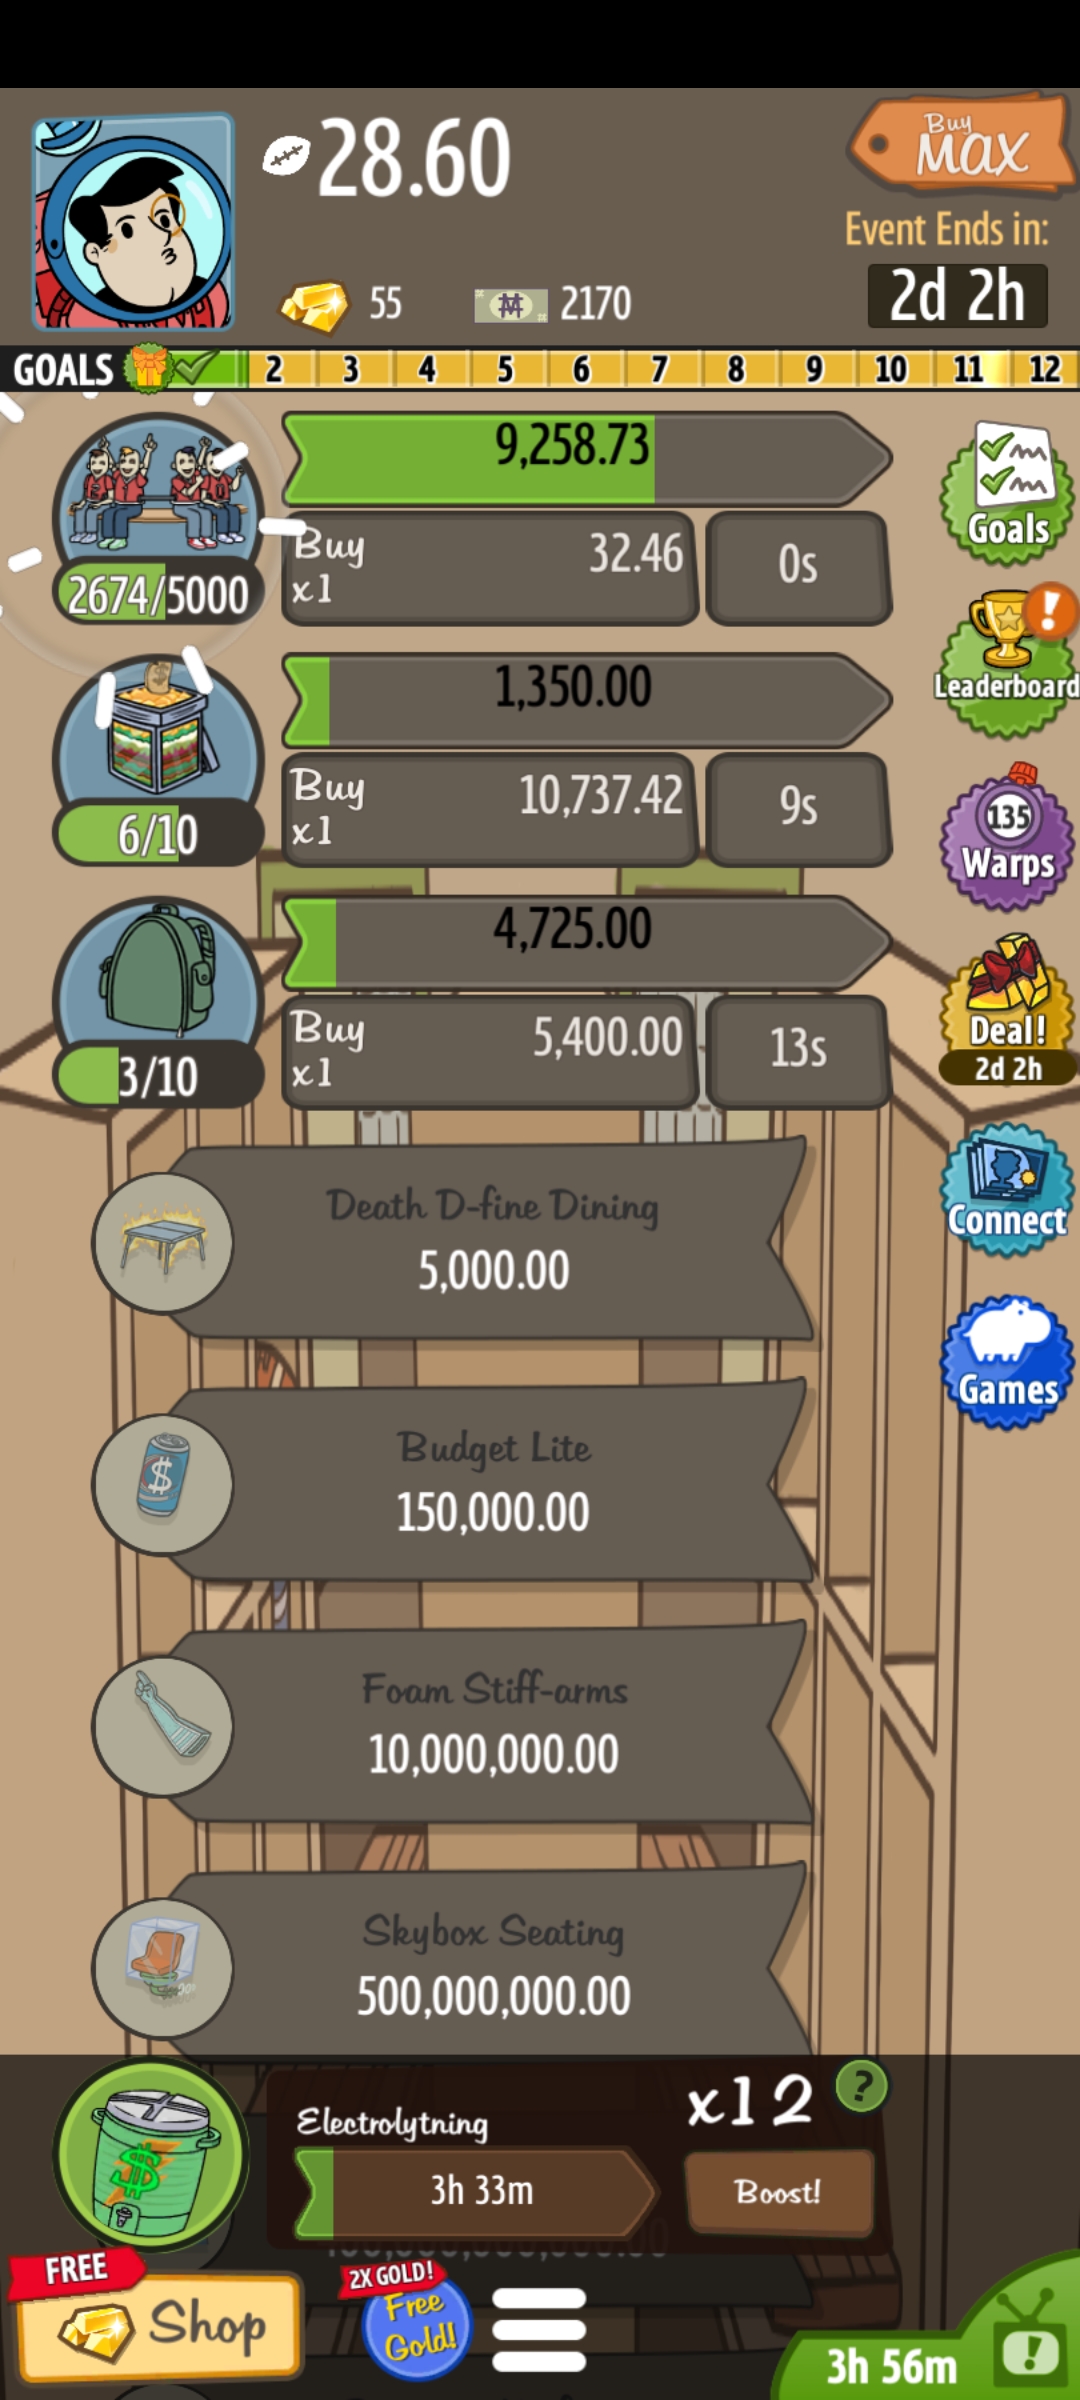 28.60
Buy
MAX
Event Ends in:
2d 2h
55
2170
GOALS 2 3 4 5 6 7 8 9 10 11 12
9,258.73
2674/5000
Buy
x1
32.46
0s
Goals
1,350.00
6/10
Buy
x1
10,737.42
9s
Leaderboard
135
Warps
4,725.00
3/10
Buy
x1
5,400.00
13s
Deal!
2d 2h
Death D-fine Dining
5,000.00
Connect
Budget Lite
150,000.00
Games
Foam Stiff-arms
10,000,000.00
Skybox Seating
500,000,000.00
Electrolytning
x12
?
3h 33m
Boost!
FREE
Shop
2X GOLD!
Free
Gold!
3h 56m